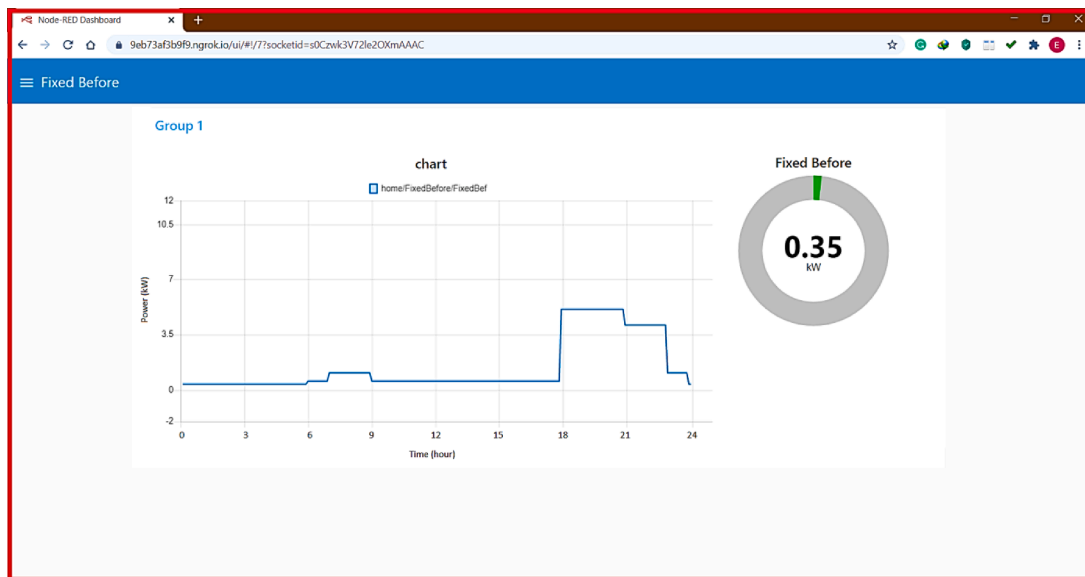 Node-RED Dashboard
9eb73af3b9f9.ngrok.io/ui/#!/7?socketid=s0Czwk3V72le2OXmAAAC
E
Fixed Before
Group 1
chart
home/FixedBefore/FixedBef
12
10.5
7
3.5
0
-2
Power (kW)
0 3 6 9 12 15 18 21 24
Time (hour)
Fixed Before
0.35
kW